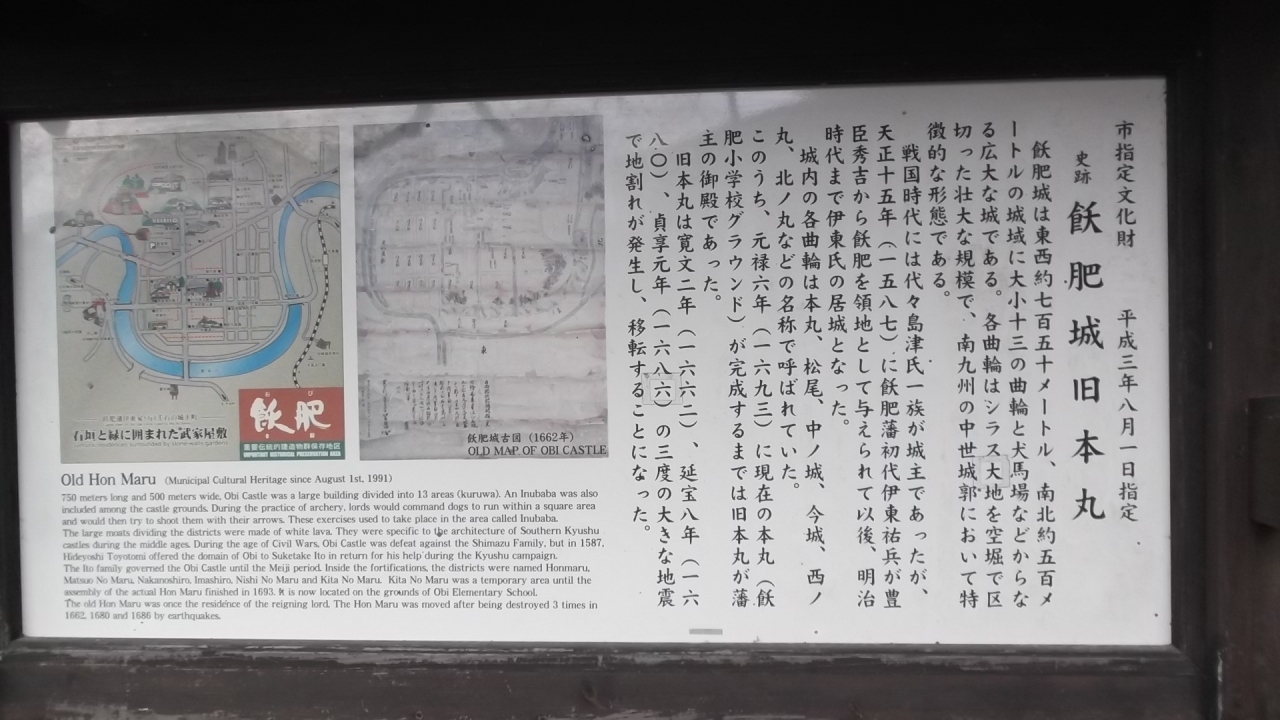 市指定文化財　平成三年八月一日指定
史跡 飫肥城旧本丸
飫肥城は東西約七百五十メートル、南北約五百メ
ートルの城域に大小十三の曲輪と犬馬場などからな
る広大な城である。各曲輪はシラス大地を空堀で区
切った壮大な規模で、南九州の中世城郭において特
徴的な形態である。
戦国時代には代々島津氏一族が城主であったが、
天正十五年（一五八七）に飫肥藩初代伊東祐兵が豊
臣秀吉から飫肥を領地として与えられて以後、明治
時代まで伊東氏の居城となった。
城内の各曲輪は本丸、松尾、中ノ城、今城、西ノ
丸、北ノ丸などの名称で呼ばれていた。
このうち、元禄六年（一六九三）に現在の本丸（飫
肥小学校グラウンド）が完成するまでは旧本丸が藩
主の御殿であった。
旧本丸は寛文二年（一六六二）、延宝八年（一六
八〇）、貞享元年（一六八六）の三度の大きな地震
で地割れが発生し、移転することになった。
飫肥城古図（1662年）
OLD MAP OF OBI CASTLE
石垣と緑に囲まれた武家屋敷
おび
飫肥
重要伝統的建造物群保存地区
IMPORTANT HISTORICAL PRESERVATION AREA
Old Hon Maru (Municipal Cultural Heritage since August 1st, 1991)
750 meters long and 500 meters wide, Obi Castle was a large building divided into 13 areas (kuruwa). An Inubaba was also
included among the castle grounds. During the practice of archery, lords would command dogs to run within a square area
and would then try to shoot them with their arrows. These exercises used to take place in the area called Inubaba.
The large moats dividing the districts were made of white lava. They were specific to the architecture of Southern Kyushu
castles during the middle ages. During the age of Civil Wars, Obi Castle was defeat against the Shimazu Family, but in 1587,
Hideyoshi Toyotomi offered the domain of Obi to Suketake Ito in return for his help during the Kyushu campaign.
The Ito family governed the Obi Castle until the Meiji period. Inside the fortifications, the districts were named Honmaru,
Matsuo No Maru, Nakanoshiro, Imashiro, Nishi No Maru and Kita No Maru. Kita No Maru was a temporary area until the
assembly of the actual Hon Maru finished in 1693. It is now located on the grounds of Obi Elementary School.
The old Hon Maru was once the residence of the reigning lord. The Hon Maru was moved after being destroyed 3 times in
1662, 1680 and 1686 by earthquakes.